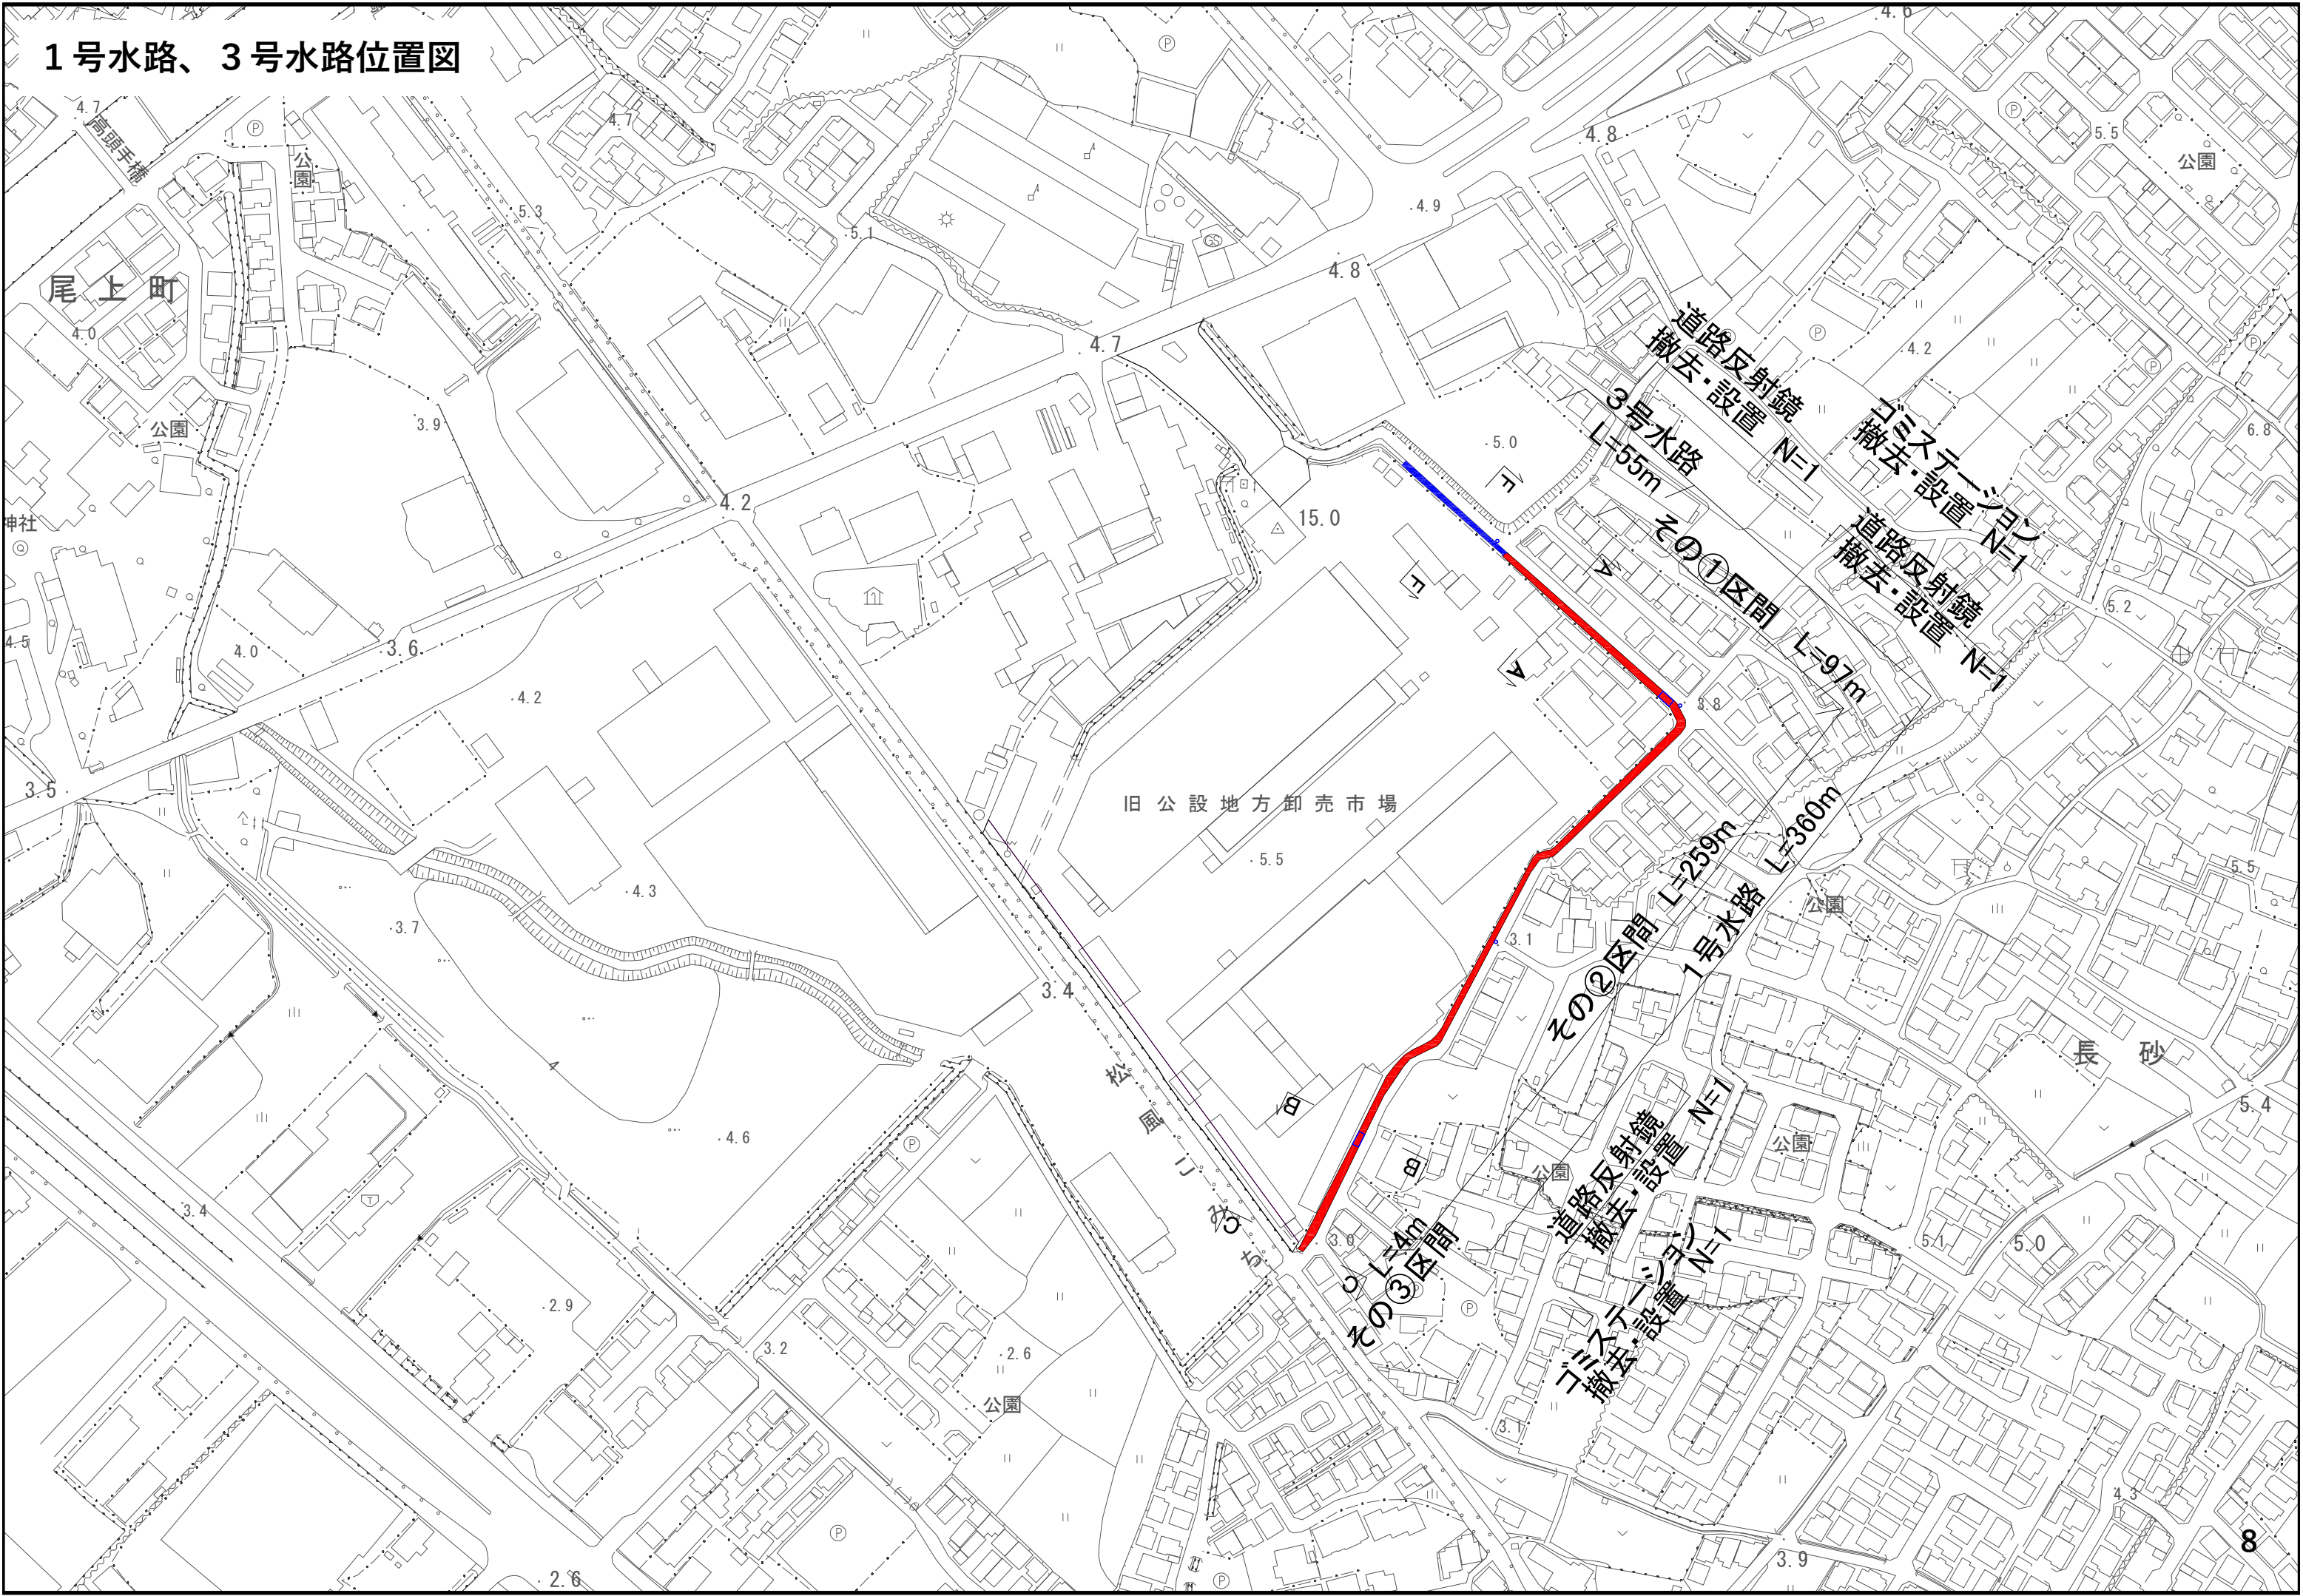 １号水路、３号水路位置図
4.6
4.7
高頭手橋
公園
4.7
4.8
5.5
公園
5.3
5.1
4.9
GS
尾上町
4.8
4.0
4.7
4.2
道路反射鏡
撤去・設置 N=1
3号水路
L=55m
ゴミステーション
撤去・設置 N=1
公園
3.9
5.0
6.8
F
神社
4.2
15.0
その①区間 L=97m
道路反射鏡
撤去・設置 N=1
A
F
5.2
4.5
4.0
3.6
A
4.2
3.8
3.5
旧公設地方卸売市場
5.5
4.3
3.7
その②区間 L=259m
1号水路 L=360m
公園
5.5
3.1
3.4
長砂
松風こみち
4.6
B
B
5.4
道路反射鏡
撤去・設置 N=1
公園
公園
3.4
C
3.0
C L=4m
その③区間
ゴミステーション
撤去・設置 N=1
5.1
5.0
2.9
3.2
2.6
公園
3.1
4.3
3.9
2.6
8